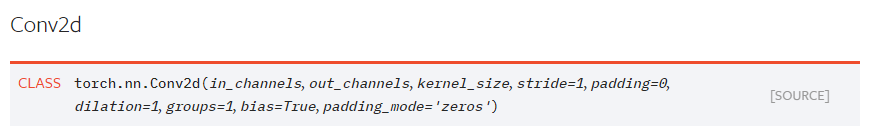 Conv2d
CLASS torch.nn.Conv2d(in_channels, out_channels, kernel_size, stride=1, padding=0,
dilation=1, groups=1, bias=True, padding_mode='zeros')
[SOURCE]